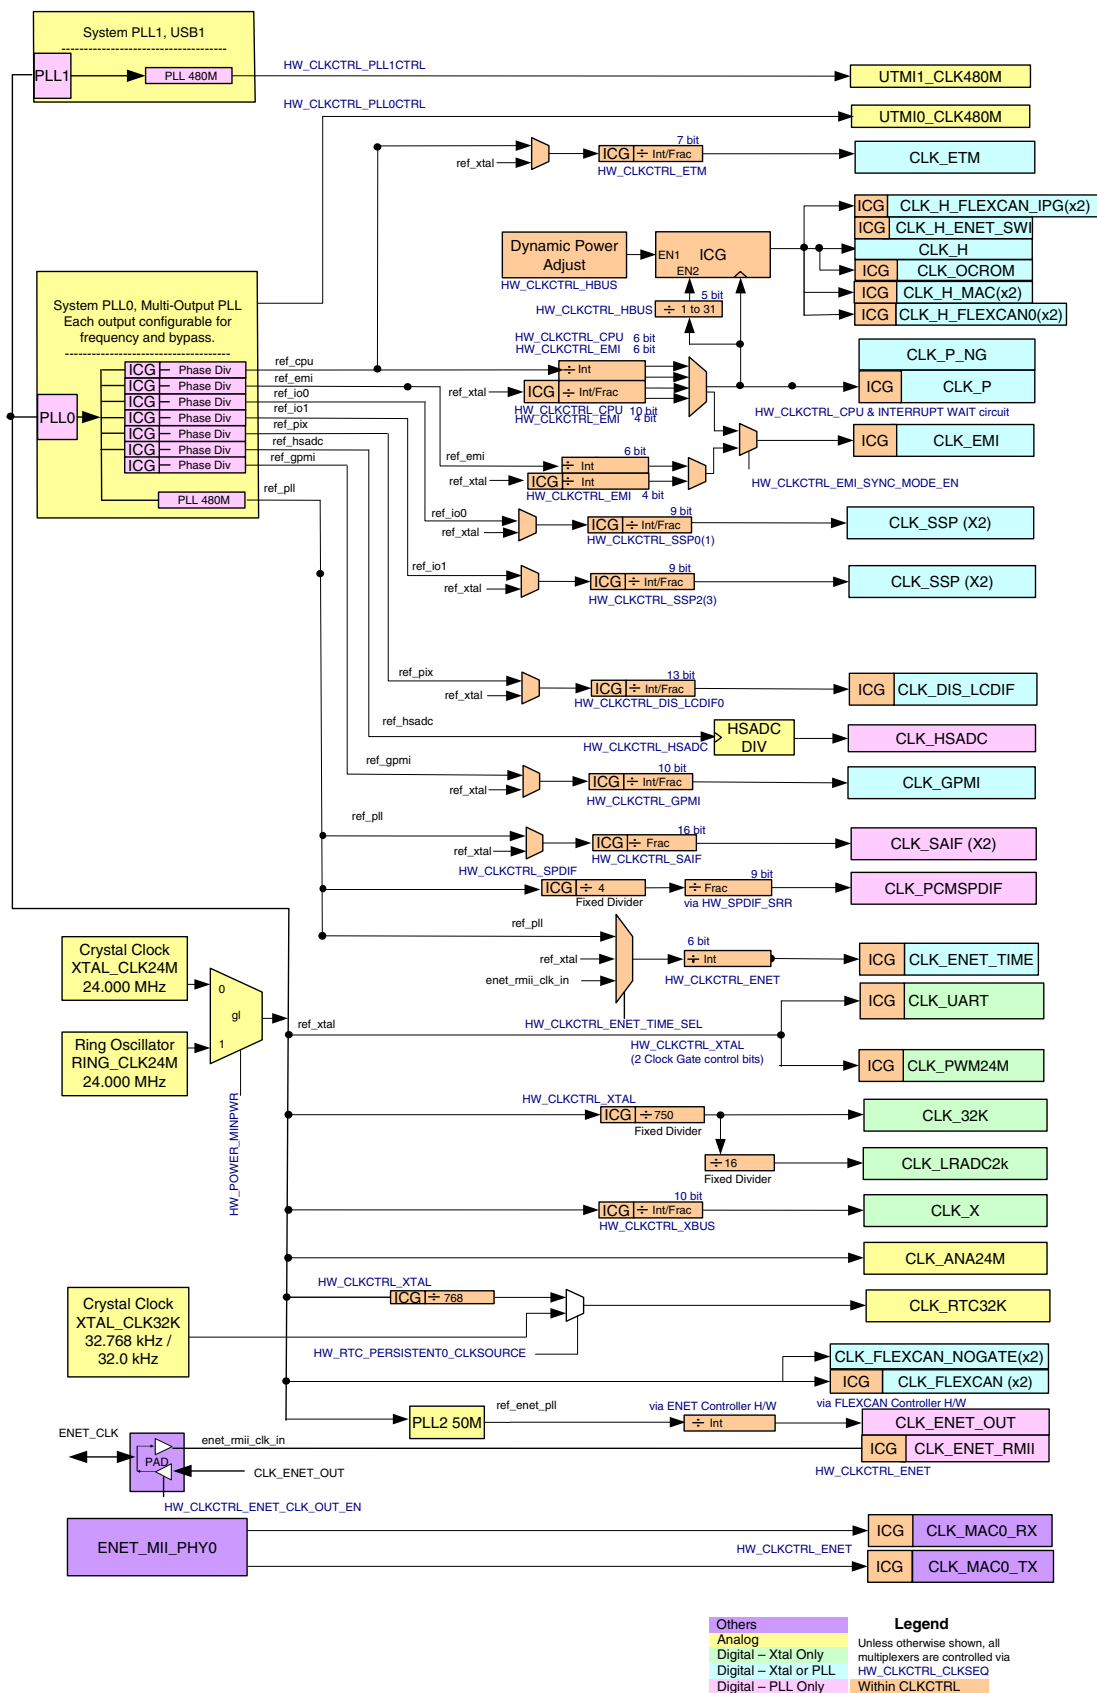 System PLL1, USB1
PLL1
PLL 480M
HW_CLKCTRL_PLL1CTRL
UTMI1_CLK480M
HW_CLKCTRL_PLL0CTRL
UTMI0_CLK480M
7 bit
ref_xtal
ICG ÷ Int/Frac
HW_CLKCTRL_ETM
CLK_ETM
ICG CLK_H_FLEXCAN_IPG(x2)
ICG CLK_H_ENET_SWI
CLK_H
ICG CLK_OCROM
ICG CLK_H_MAC(x2)
ICG CLK_H_FLEXCAN0(x2)
Dynamic Power
Adjust
HW_CLKCTRL_HBUS
EN1
ICG
EN2
5 bit
HW_CLKCTRL_HBUS
÷ 1 to 31
System PLL0, Multi-Output PLL
Each output configurable for
frequency and bypass.
PLL0
ICG Phase Div
ICG Phase Div
ICG Phase Div
ICG Phase Div
ICG Phase Div
ICG Phase Div
ICG Phase Div
PLL 480M
ref_cpu
ref_emi
ref_io0
ref_io1
ref_pix
ref_hsadc
ref_gpmi
ref_pll
HW_CLKCTRL_CPU 6 bit
HW_CLKCTRL_EMI 6 bit
÷ Int
ref_xtal
ICG ÷ Int/Frac
HW_CLKCTRL_CPU 10 bit
HW_CLKCTRL_EMI 4 bit
CLK_P_NG
ICG CLK_P
HW_CLKCTRL_CPU & INTERRUPT WAIT circuit
ICG CLK_EMI
6 bit
ref_emi
÷ Int
ref_xtal
ICG ÷ Int
HW_CLKCTRL_EMI 4 bit
HW_CLKCTRL_EMI_SYNC_MODE_EN
9 bit
ref_io0
ref_xtal
ICG ÷ Int/Frac
HW_CLKCTRL_SSP0(1)
CLK_SSP (X2)
9 bit
ref_io1
ref_xtal
ICG ÷ Int/Frac
HW_CLKCTRL_SSP2(3)
CLK_SSP (X2)
13 bit
ref_pix
ref_xtal
ICG ÷ Int/Frac
HW_CLKCTRL_DIS_LCDIF0
ICG CLK_DIS_LCDIF
ref_hsadc
HW_CLKCTRL_HSADC
HSADC
DIV
CLK_HSADC
ref_gpmi
10 bit
ref_xtal
ICG ÷ Int/Frac
HW_CLKCTRL_GPMI
CLK_GPMI
ref_pll
16 bit
ref_xtal
ICG ÷ Frac
HW_CLKCTRL_SAIF
CLK_SAIF (X2)
HW_CLKCTRL_SPDIF
ICG ÷ 4
Fixed Divider
9 bit
÷ Frac
via HW_SPDIF_SRR
CLK_PCMSPDIF
ref_pll
ref_xtal
enet_rmii_clk_in
6 bit
÷ Int
HW_CLKCTRL_ENET
HW_CLKCTRL_ENET_TIME_SEL
ICG CLK_ENET_TIME
Crystal Clock
XTAL_CLK24M
24.000 MHz
Ring Oscillator
RING_CLK24M
24.000 MHz
0
gl
1
HW_POWER_MINPWR
ref_xtal
HW_CLKCTRL_XTAL
(2 Clock Gate control bits)
ICG CLK_UART
ICG CLK_PWM24M
HW_CLKCTRL_XTAL
ICG ÷ 750
Fixed Divider
CLK_32K
÷ 16
Fixed Divider
CLK_LRADC2k
10 bit
ICG ÷ Int/Frac
HW_CLKCTRL_XBUS
CLK_X
CLK_ANA24M
HW_CLKCTRL_XTAL
ICG ÷ 768
Crystal Clock
XTAL_CLK32K
32.768 kHz /
32.0 kHz
HW_RTC_PERSISTENT0_CLKSOURCE
CLK_RTC32K
CLK_FLEXCAN_NOGATE(x2)
ICG CLK_FLEXCAN (x2)
via FLEXCAN Controller H/W
PLL2 50M
ref_enet_pll
via ENET Controller H/W
÷ Int
CLK_ENET_OUT
ICG CLK_ENET_RMII
HW_CLKCTRL_ENET
ENET_CLK
PAD
enet_rmii_clk_in
CLK_ENET_OUT
HW_CLKCTRL_ENET_CLK_OUT_EN
ENET_MII_PHY0
HW_CLKCTRL_ENET
ICG CLK_MAC0_RX
ICG CLK_MAC0_TX
Legend
Others
Analog
Digital – Xtal Only
Digital – Xtal or PLL
Digital – PLL Only
Unless otherwise shown, all
multiplexers are controlled via
HW_CLKCTRL_CLKSEQ
Within CLKCTRL